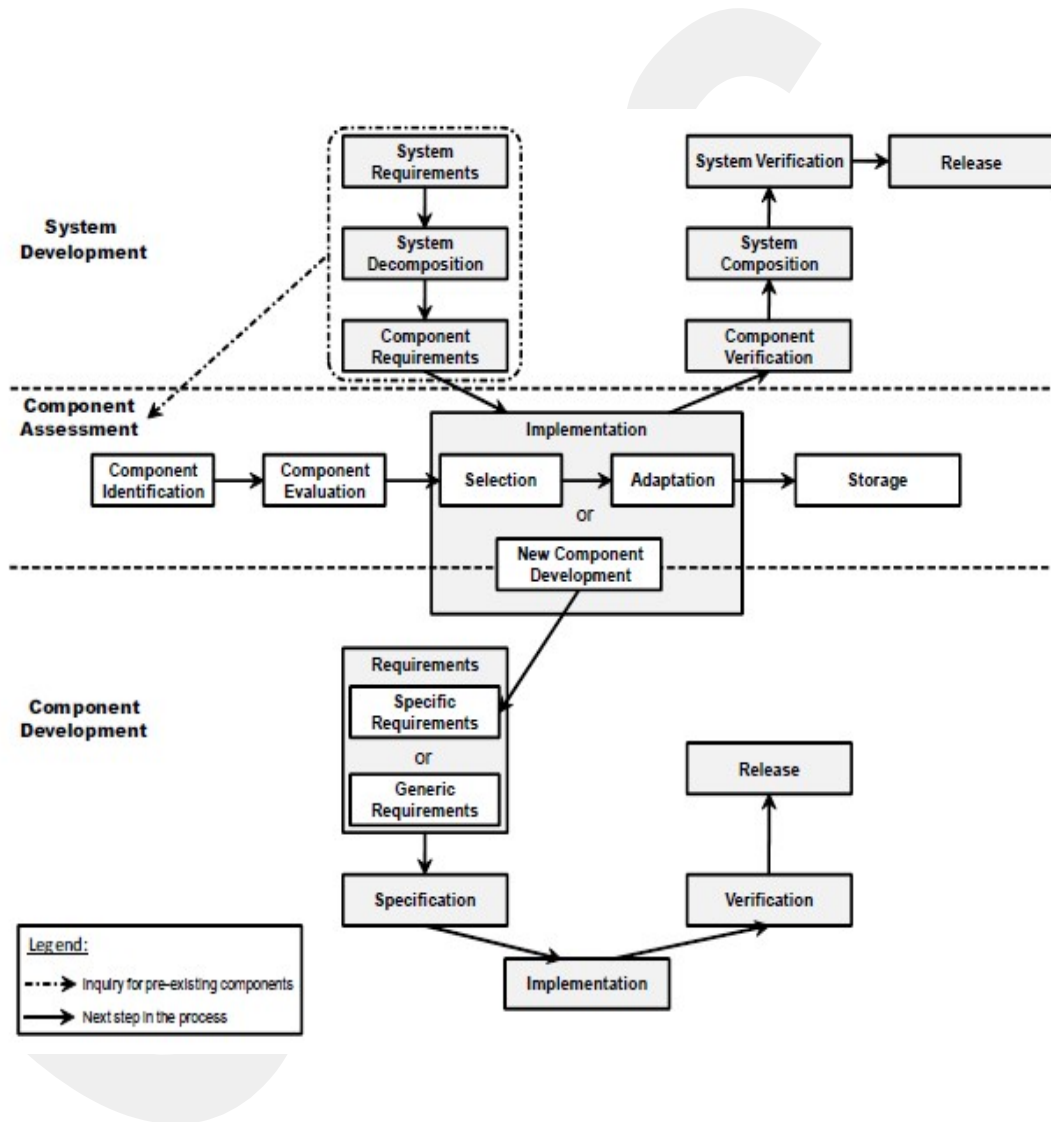 System
Requirements
System Verification
Release
System
Development
System
Decomposition
System
Composition
Component
Requirements
Component
Verification
Component
Assessment
Implementation
Component
Identification
Component
Evaluation
Selection
Adaptation
Storage
or
New Component
Development
Requirements
Specific
Requirements
or
Generic
Requirements
Component
Development
Release
Specification
Verification
Implementation
Legend:
Inquiry for pre-existing components
Next step in the process